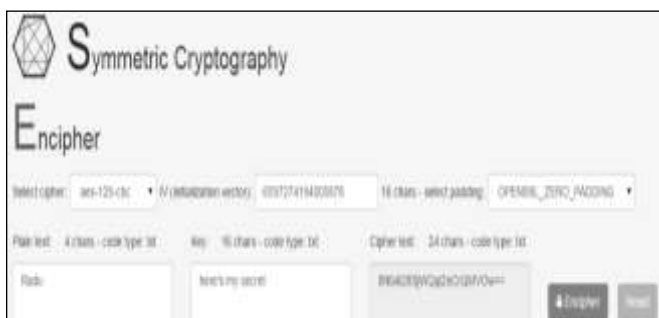 Symmetric Cryptography
Encipher
Select cipher: aes-128-cbc IV (initialization vector): 16 chars - select padding: OPENSSL_ZERO_PADDING
Plain text: 4 chars - code type: txt Key: 16 chars - code type: txt Cipher text: 24 chars - code type: txt
Radu here's my secret
Encipher Reset